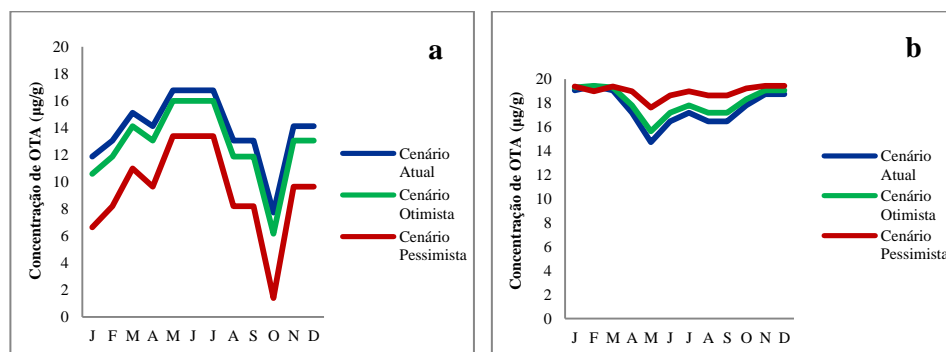 a
Concentração de OTA (µg/g)
20
18
16
14
12
10
8
6
4
2
0
J F M A M J J A S O N D
Cenário
Atual
Cenário
Otimista
Cenário
Pessimista
b
Concentração de OTA (µg/g)
20
18
16
14
12
10
8
6
4
2
0
J F M A M J J A S O N D
Cenário
Atual
Cenário
Otimista
Cenário
Pessimista